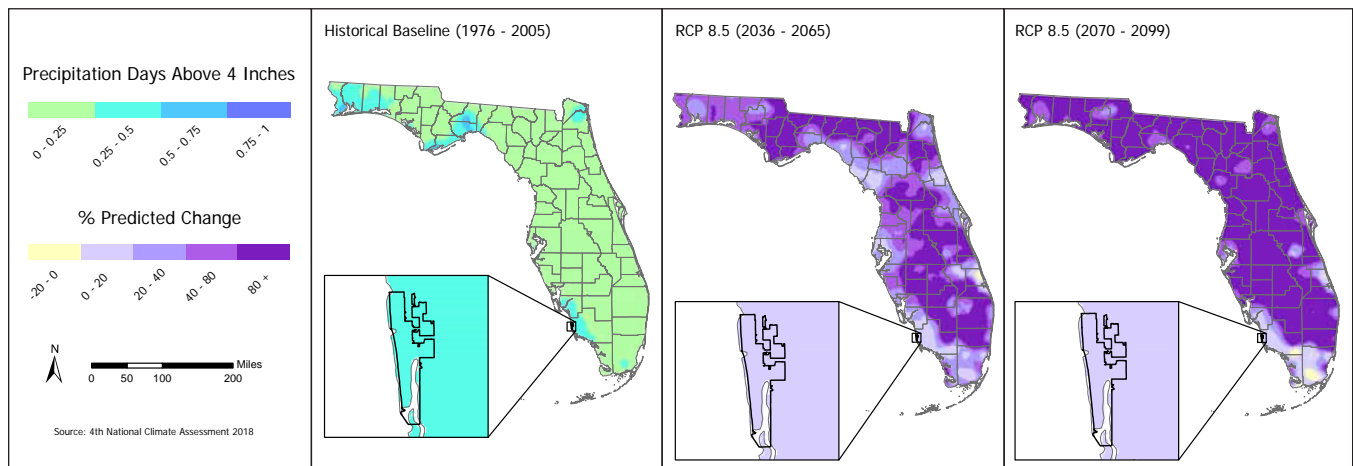 Precipitation Days Above 4 Inches
0 - 0.25
0.25 - 0.5
0.5 - 0.75
0.75 - 1
% Predicted Change
-20 - 0
0 - 20
20 - 40
40 - 80
80 +
N
Miles
0 50 100 200
Source: 4th National Climate Assessment 2018
Historical Baseline (1976 - 2005)
RCP 8.5 (2036 - 2065)
RCP 8.5 (2070 - 2099)